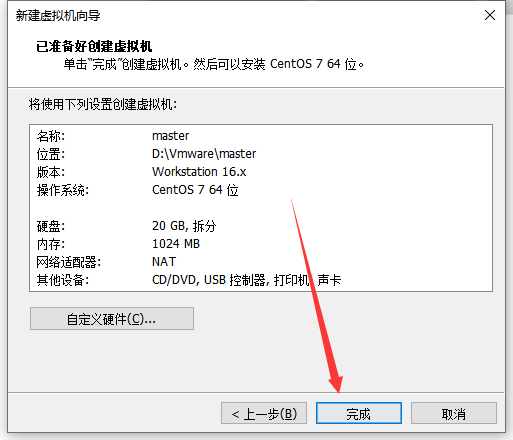 新建虚拟机向导
已准备好创建虚拟机
单击“完成”创建虚拟机。然后可以安装 CentOS 7 64 位。
将使用下列设置创建虚拟机:
名称: master
位置: D:\Vmware\master
版本: Workstation 16.x
操作系统: CentOS 7 64 位
硬盘: 20 GB, 拆分
内存: 1024 MB
网络适配器: NAT
其他设备: CD/DVD, USB 控制器, 打印机, 声卡
自定义硬件(C)...
< 上一步(B) 完成 取消